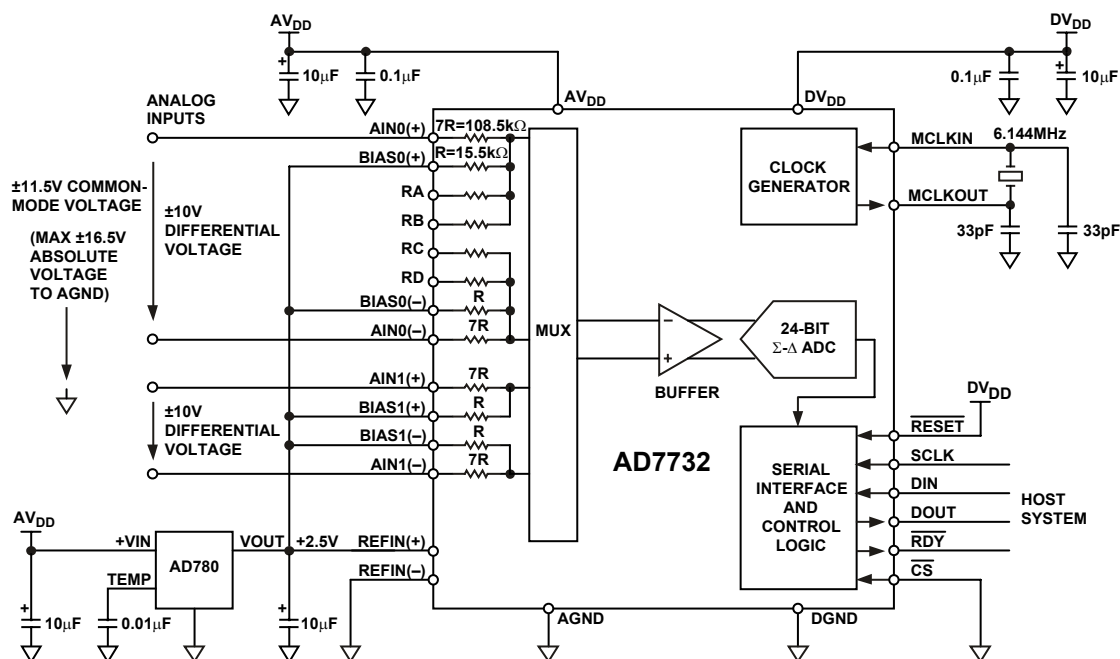 AVDD
DVDD
+
10µF
0.1µF
0.1µF
+
10µF
AVDD
DVDD
ANALOG
INPUTS
AIN0(+)
7R=108.5kΩ
BIAS0(+)
R=15.5kΩ
RA
RB
RC
RD
BIAS0(–)
R
AIN0(–)
7R
AIN1(+)
7R
BIAS1(+)
R
BIAS1(–)
R
AIN1(–)
7R
±11.5V COMMON-
MODE VOLTAGE
(MAX ±16.5V
ABSOLUTE
VOLTAGE
TO AGND)
±10V
DIFFERENTIAL
VOLTAGE
±10V
DIFFERENTIAL
VOLTAGE
MUX
–
+
BUFFER
24-BIT
Σ-Δ ADC
CLOCK
GENERATOR
MCLKIN
6.144MHz
MCLKOUT
33pF
33pF
AD7732
SERIAL
INTERFACE
AND
CONTROL
LOGIC
DVDD
RESET
SCLK
DIN
DOUT
RDY
CS
HOST
SYSTEM
AVDD
+VIN
AD780
VOUT
+2.5V
REFIN(+)
TEMP
REFIN(–)
+
10µF
0.01µF
+
10µF
AGND
DGND